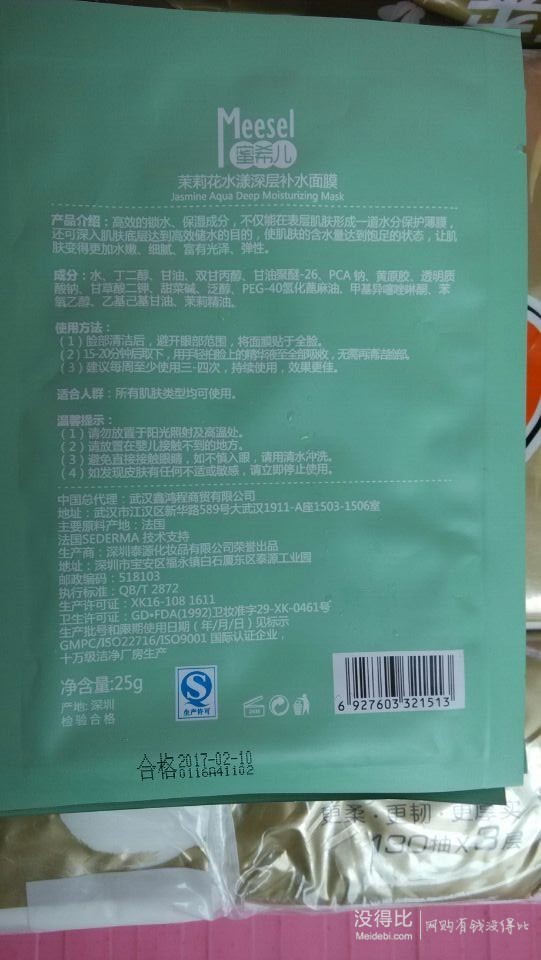 Meesel
蜜希儿
茉莉花水漾深层补水面膜
Jasmine Aqua Deep Moisturizing Mask
产品介绍：高效的锁水、保湿成分，不仅能在表层肌肤形成一道水分保护薄膜，
还可深入肌肤底层达到高效储水的目的，使肌肤的含水量达到饱足的状态，让肌
肤变得更加水嫩、细腻、富有光泽、弹性。
成分：水、丁二醇、甘油、双甘丙醇、甘油聚醚-26、PCA 钠、黄原胶、透明质
酸钠、甘草酸二钾、甜菜碱、泛醇、PEG-40氢化蓖麻油、甲基异噻唑啉酮、苯
氧乙醇、乙基己基甘油、茉莉精油。
使用方法：
（1）脸部清洁后，避开眼部范围，将面膜贴于全脸。
（2）15-20分钟后取下，用手轻拍脸上的精华液至全部吸收，无需再清洁脸部。
（3）建议每周至少使用三-四次，持续使用，效果更佳。
适合人群：所有肌肤类型均可使用。
温馨提示：
（1）请勿放置于阳光照射及高温处。
（2）请放置在婴儿接触不到的地方。
（3）避免直接接触眼睛，如不慎入眼，请用清水冲洗。
（4）如发现皮肤有任何不适或敏感，请立即停止使用。
中国总代理：武汉鑫鸿程商贸有限公司
地址：武汉市江汉区新华路589号大武汉1911-A座1503-1506室
主要原料产地：法国
法国SEDERMA 技术支持
生产商：深圳泰源化妆品有限公司荣誉出品
地址：深圳市宝安区福永镇白石厦东区泰源工业园
邮政编码：518103
执行标准：QB/T 2872
生产许可证：XK16-108 1611
卫生许可证：GD•FDA(1992)卫妆准字29-XK-0461号
生产批号和限期使用日期（年/月/日）见标示
GMPC/ISO22716/ISO9001 国际认证企业，
十万级洁净厂房生产
净含量:25g
产地: 深圳
检验合格
生产许可
6 927603 321513
合格2017-02-10
0116A41102
更柔·更韧·更厚实
130抽x3层
没得比
Meidebi.com
网购有钱没得比